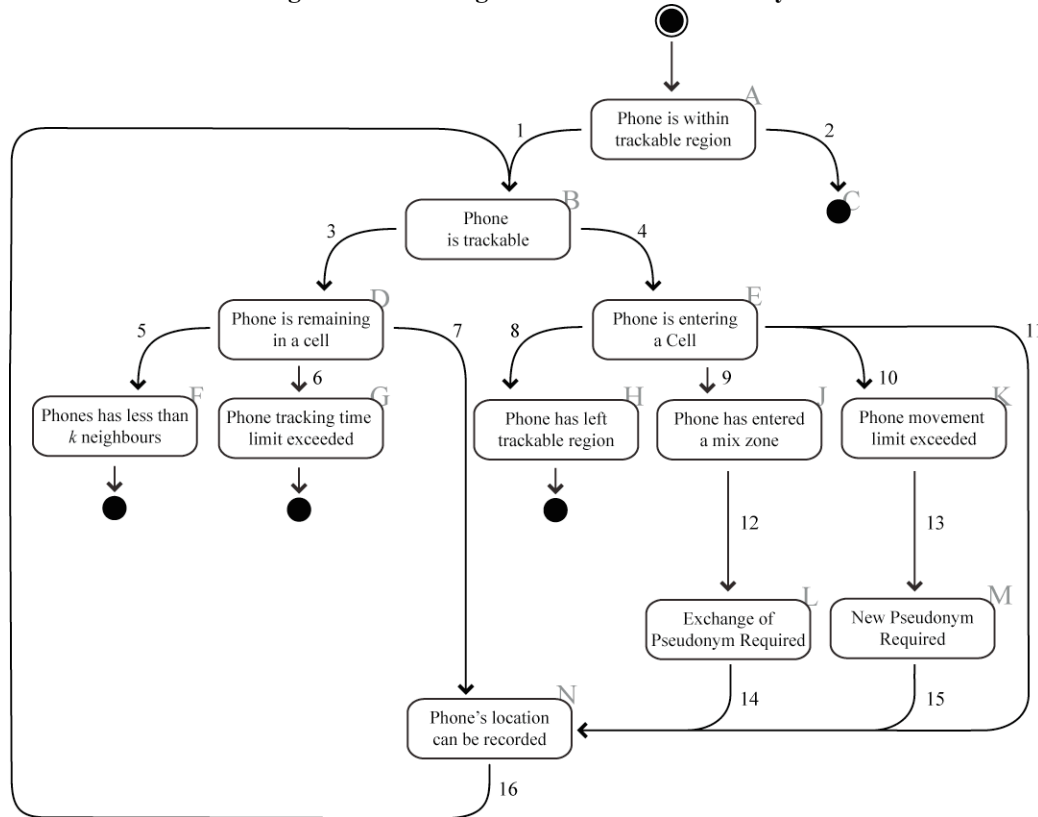 A
Phone is within
trackable region
1
2
C
B
Phone
is trackable
3
4
D
Phone is remaining
in a cell
E
Phone is entering
a Cell
5
7
8
11
6
9
10
F
Phones has less than
k neighbours
G
Phone tracking time
limit exceeded
H
Phone has left
trackable region
J
Phone has entered
a mix zone
K
Phone movement
limit exceeded
12
13
L
Exchange of
Pseudonym Required
M
New Pseudonym
Required
14
15
N
Phone's location
can be recorded
16